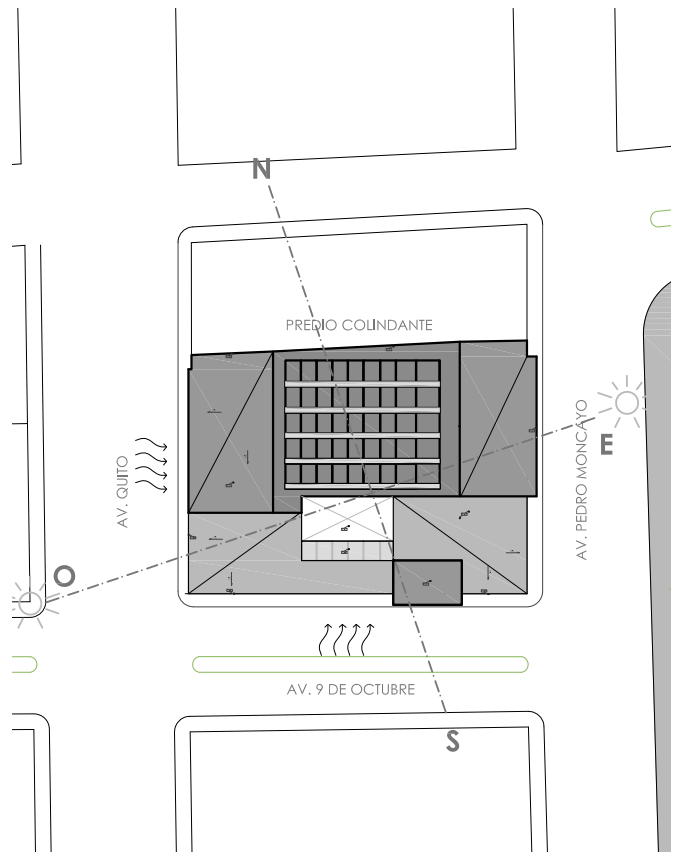 N
PREDIO COLINDANTE
AV. PEDRO MONCAYO
E
AV. QUITO
O
AV. 9 DE OCTUBRE
S